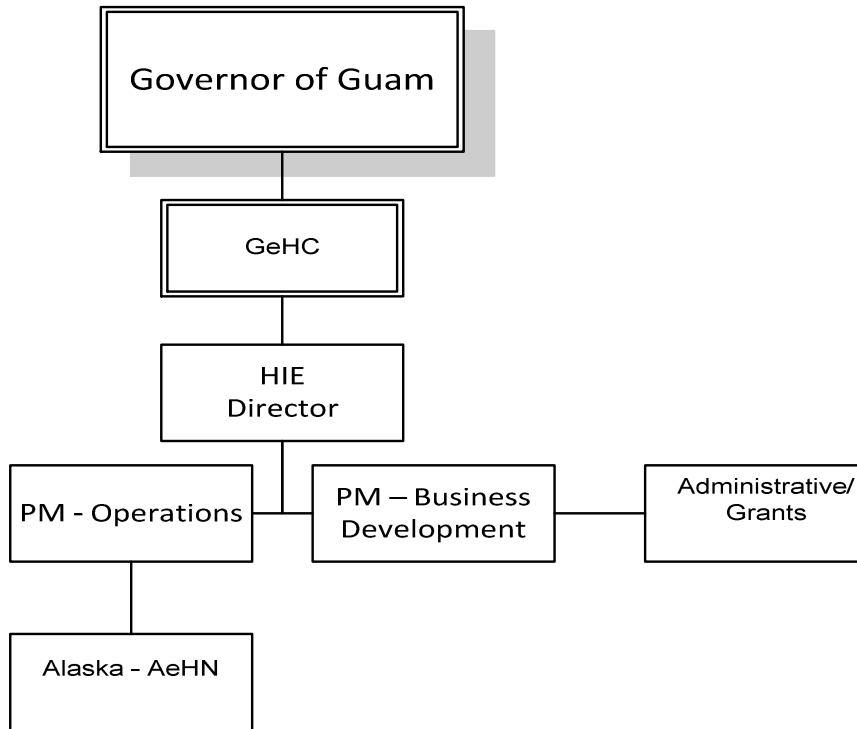 Governor of Guam
GeHC
HIE
Director
PM - Operations
PM – Business
Development
Administrative/
Grants
Alaska - AeHN